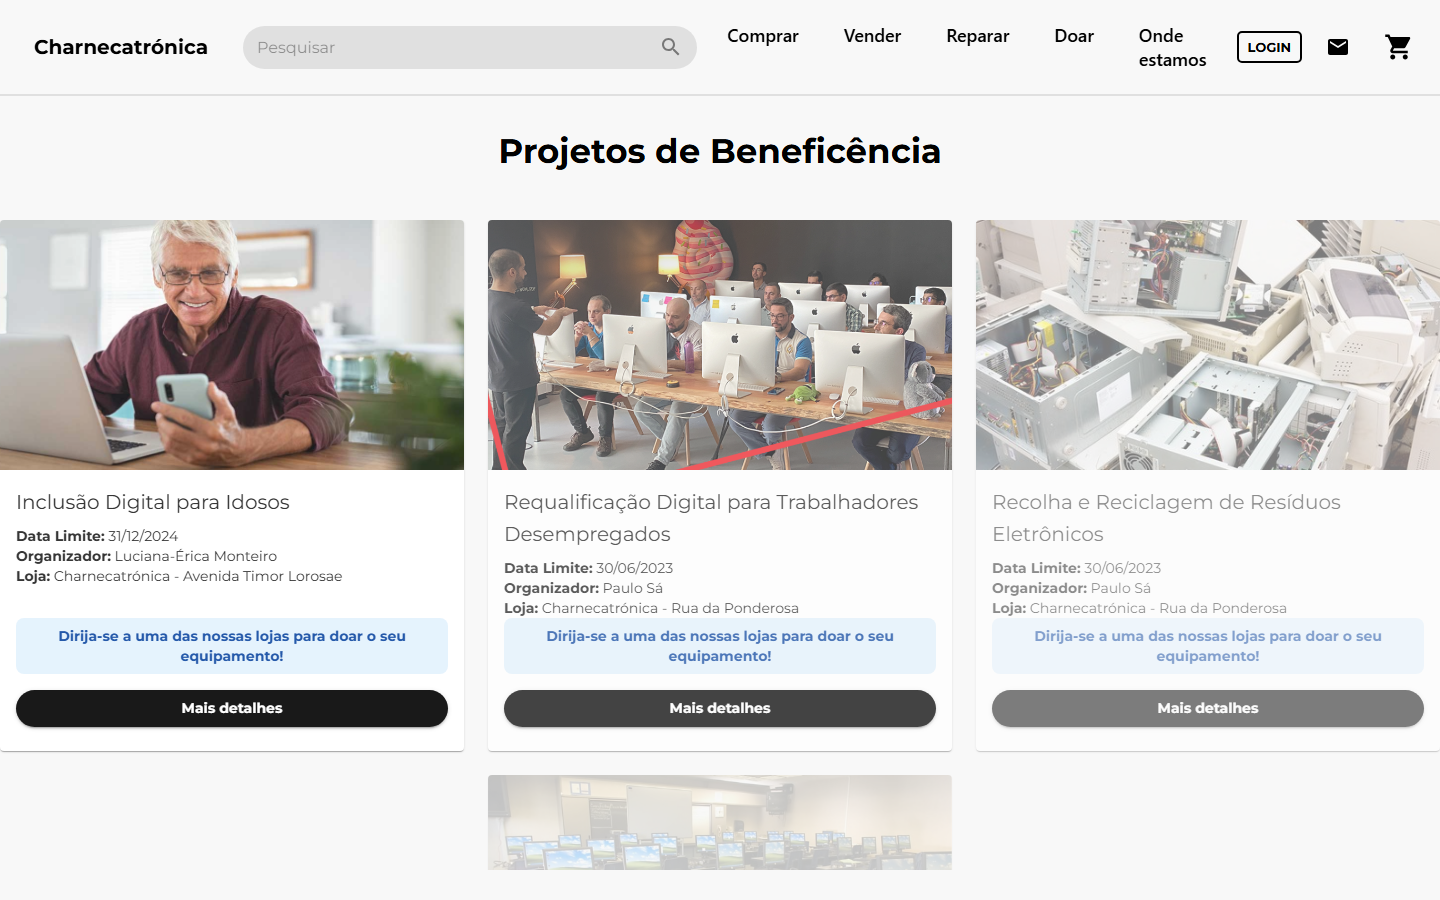 Charnecatrónica
Pesquisar
Comprar
Vender
Reparar
Doar
Onde
estamos
LOGIN
Projetos de Beneficência
Inclusão Digital para Idosos
Data Limite: 31/12/2024
Organizador: Luciana-Érica Monteiro
Loja: Charnecatrónica - Avenida Timor Lorosae
Dirija-se a uma das nossas lojas para doar o seu
equipamento!
Mais detalhes
Requalificação Digital para Trabalhadores
Desempregados
Data Limite: 30/06/2023
Organizador: Paulo Sá
Loja: Charnecatrónica - Rua da Ponderosa
Dirija-se a uma das nossas lojas para doar o seu
equipamento!
Mais detalhes
Recolha e Reciclagem de Resíduos
Eletrônicos
Data Limite: 30/06/2023
Organizador: Paulo Sá
Loja: Charnecatrónica - Rua da Ponderosa
Dirija-se a uma das nossas lojas para doar o seu
equipamento!
Mais detalhes